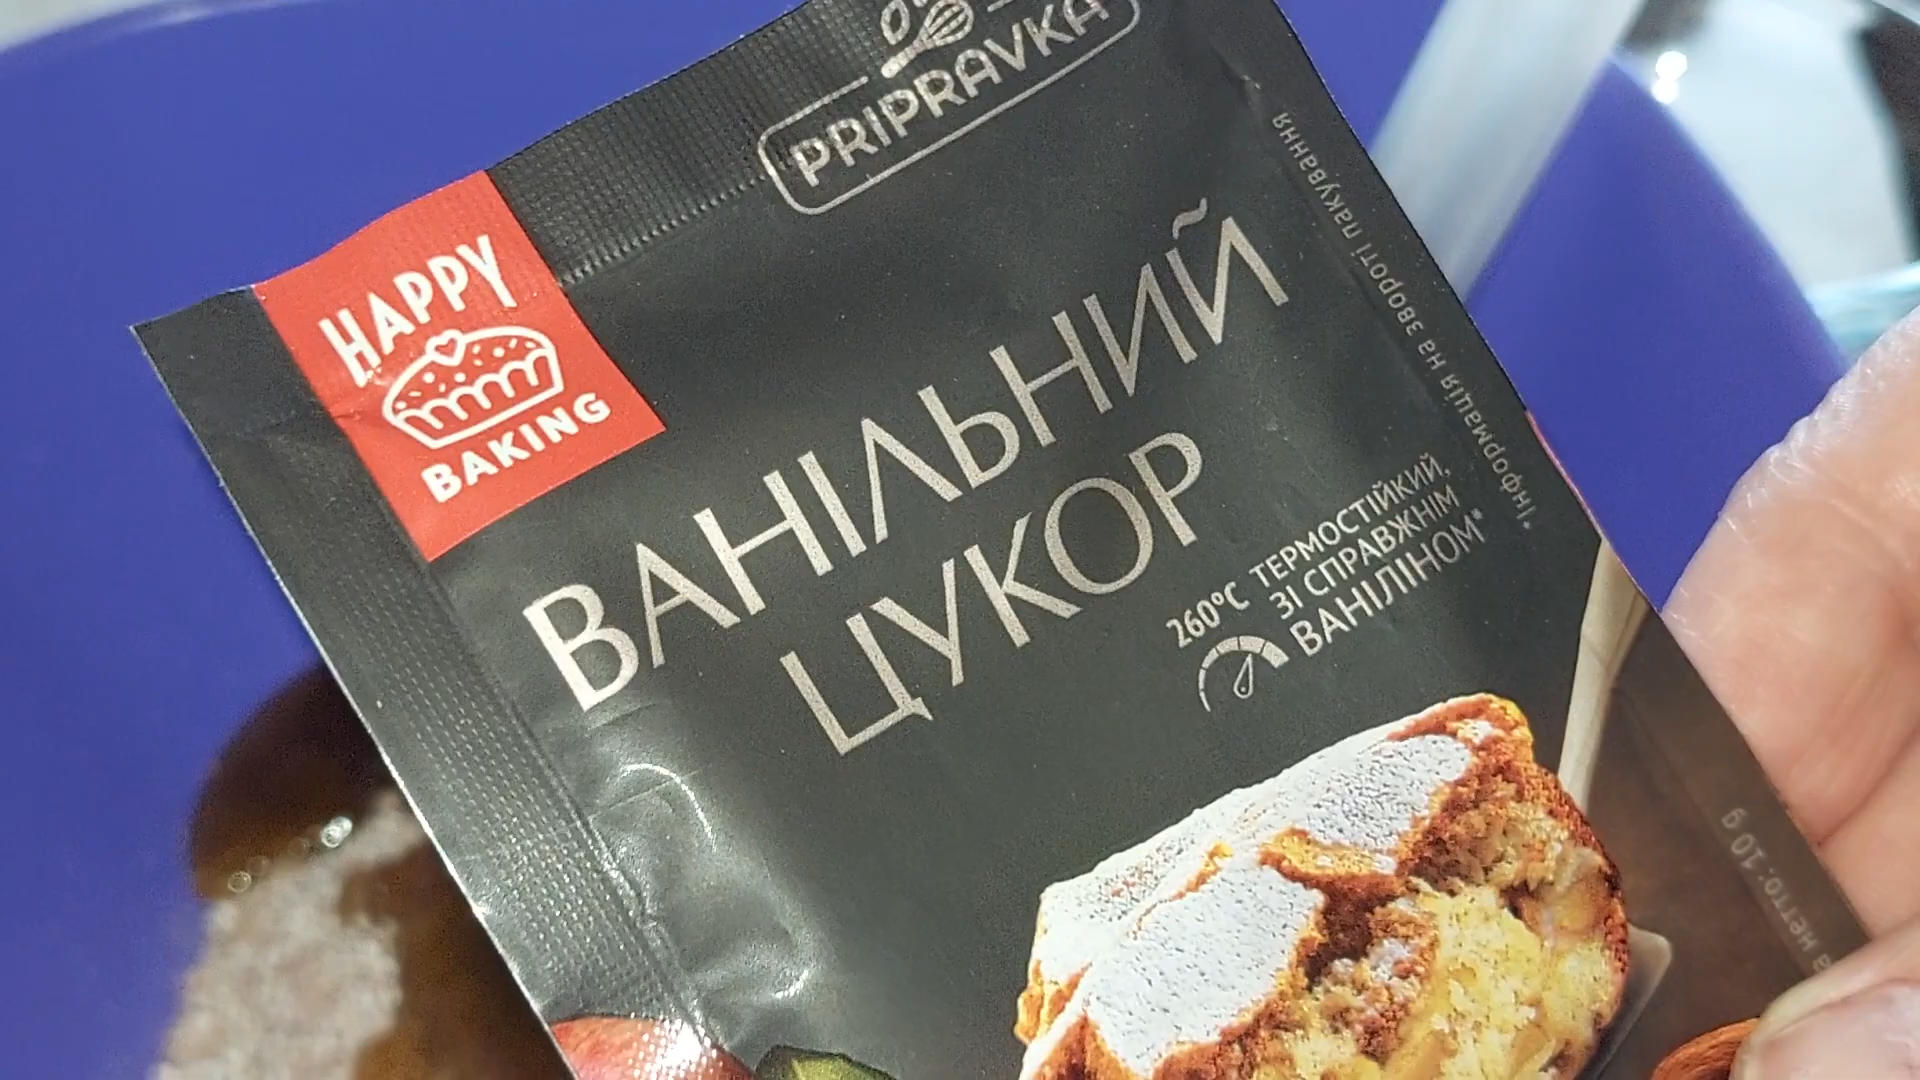 PRIPRAVKA
HAPPY
BAKING
ВАНІЛЬНИЙ
ЦУКОР
260°C ТЕРМОСТІЙКИЙ,
ЗІ СПРАВЖНІМ
ВАНІЛІНОМ*
*Інформація на звороті пакування
а нетто: 10 g